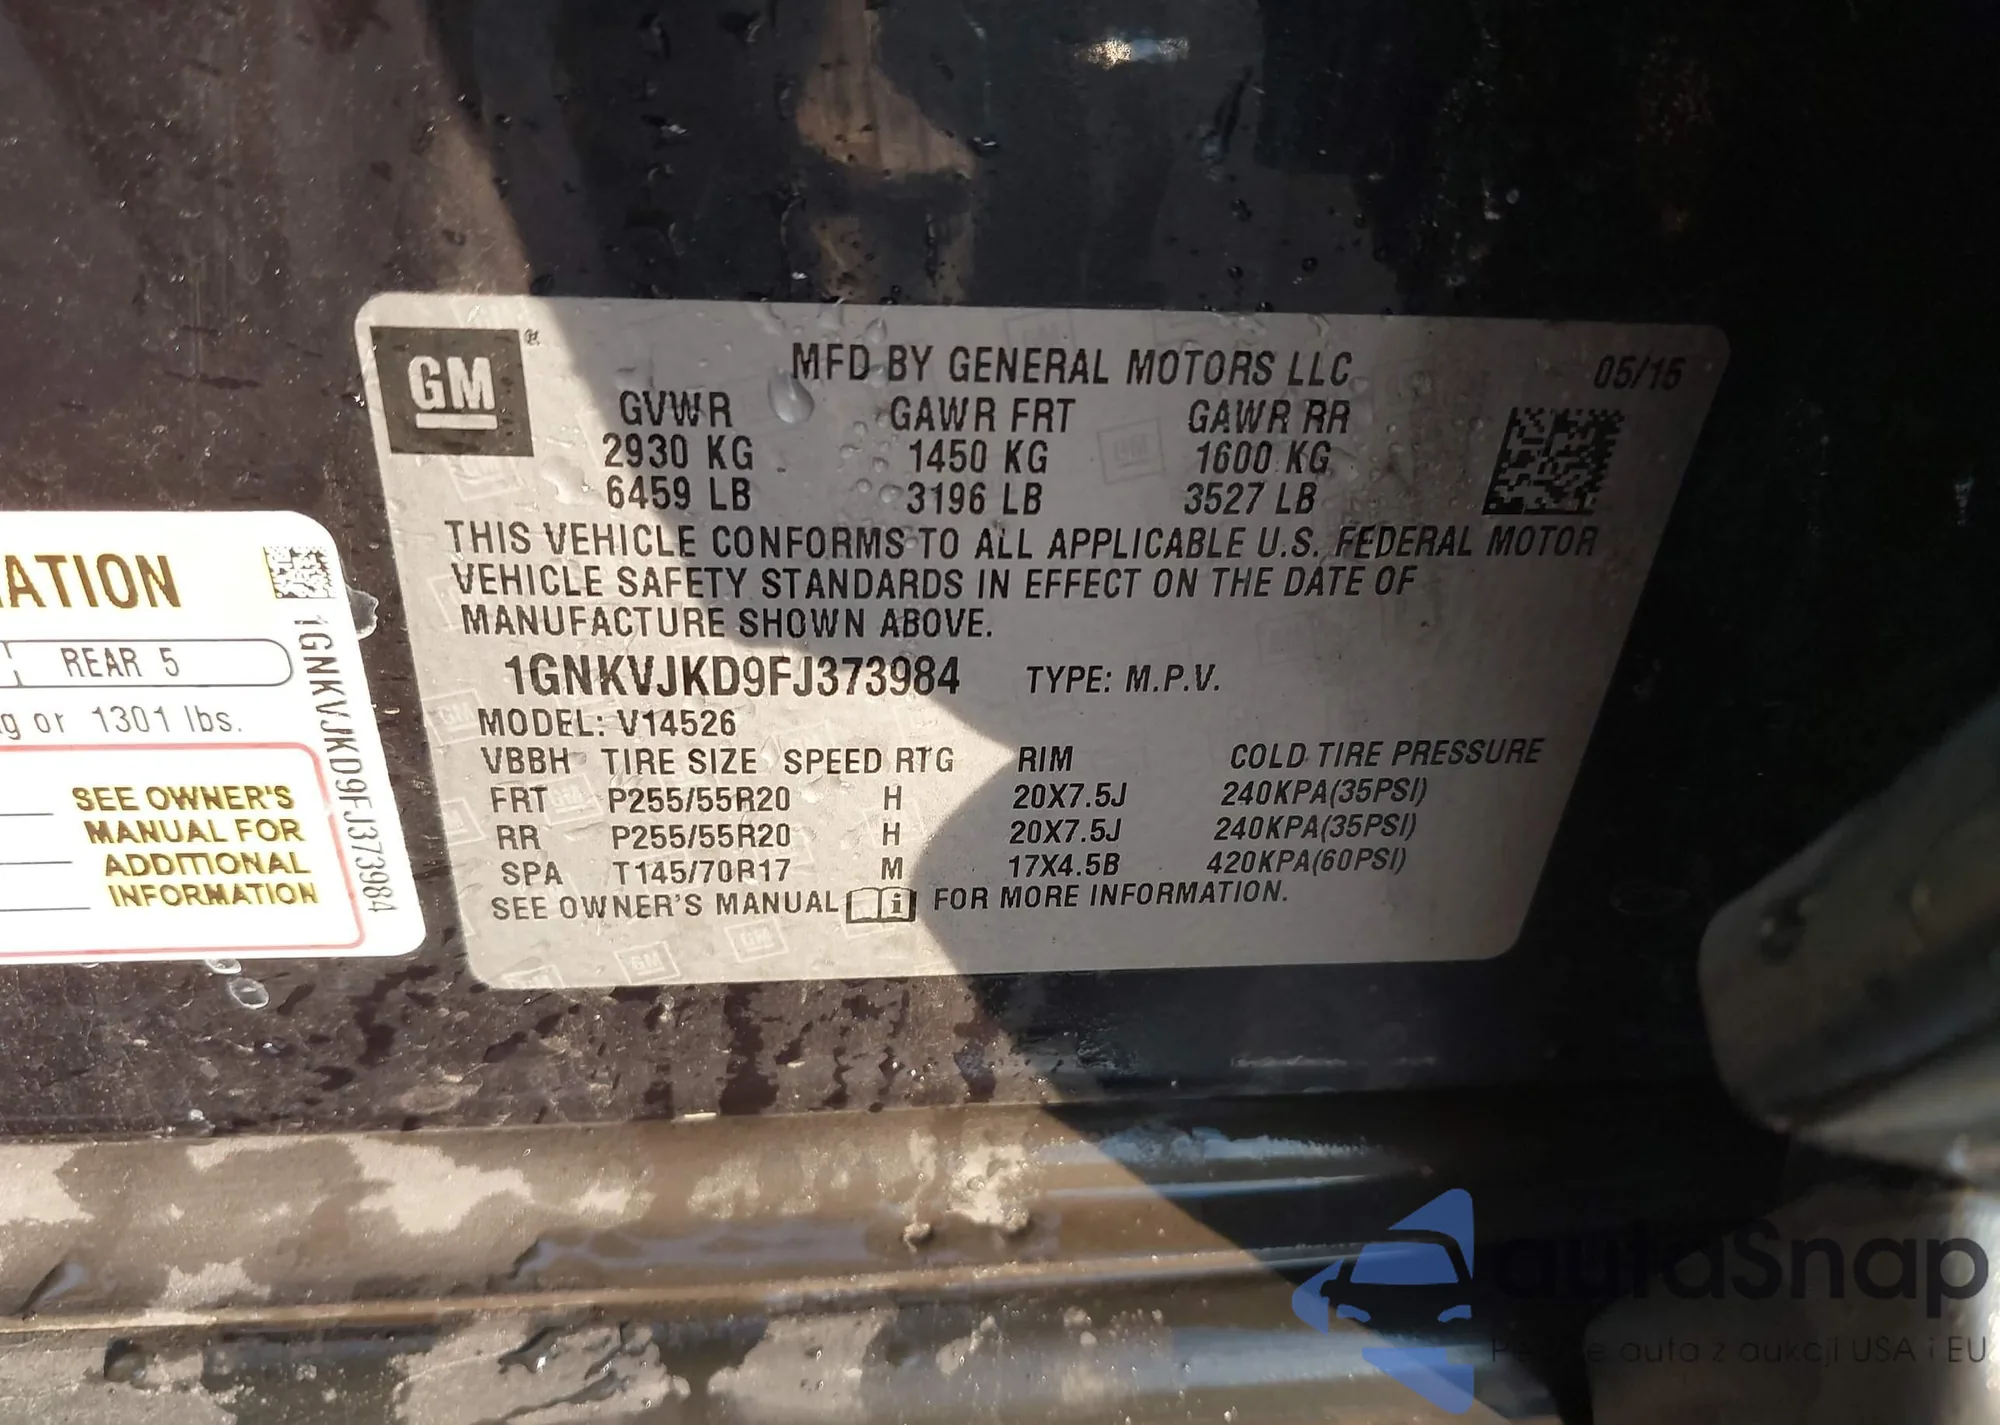 GM
®
MFD BY GENERAL MOTORS LLC 05/15
GVWR GAWR FRT GAWR RR
2930 KG 1450 KG 1600 KG
6459 LB 3196 LB 3527 LB
THIS VEHICLE CONFORMS TO ALL APPLICABLE U.S. FEDERAL MOTOR
VEHICLE SAFETY STANDARDS IN EFFECT ON THE DATE OF
MANUFACTURE SHOWN ABOVE.
1GNKVJKD9FJ373984 TYPE: M.P.V.
MODEL: V14526
VBBH TIRE SIZE SPEED RTG RIM COLD TIRE PRESSURE
FRT P255/55R20 H 20X7.5J 240KPA(35PSI)
RR P255/55R20 H 20X7.5J 240KPA(35PSI)
SPA T145/70R17 M 17X4.5B 420KPA(60PSI)
SEE OWNER'S MANUAL i FOR MORE INFORMATION.
ATION
REAR 5
g or 1301 lbs.
SEE OWNER'S
MANUAL FOR
ADDITIONAL
INFORMATION
1GNKVJKD9FJ373984
autaSnap
auta z aukcji USA i EU